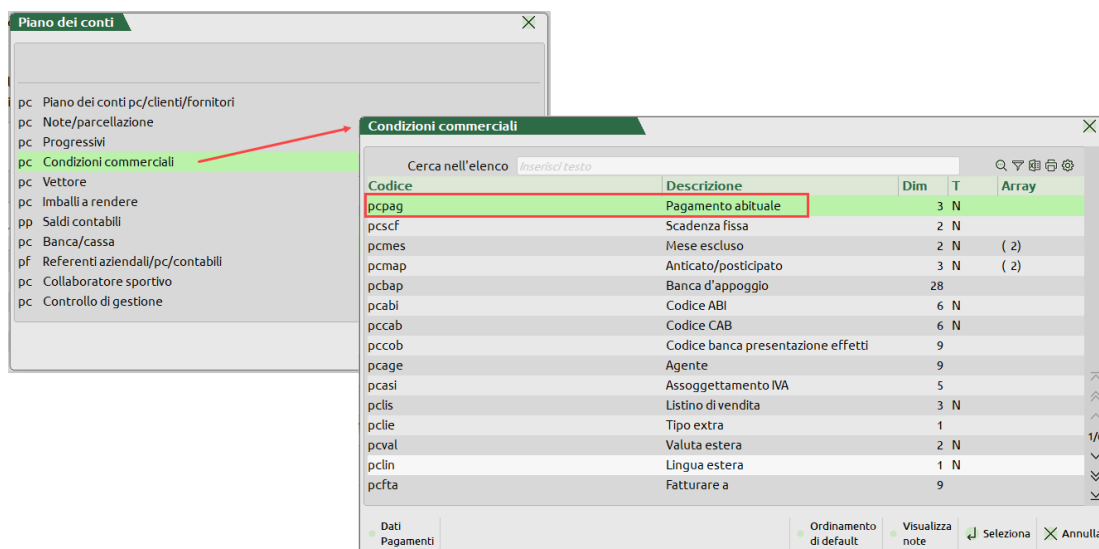 Piano dei conti
pc Piano dei conti pc/clienti/fornitori
pc Note/parcellazione
pc Progressivi
pc Condizioni commerciali
pc Vettore
pc Imballi a rendere
pp Saldi contabili
pc Banca/cassa
pf Referenti aziendali/pc/contabili
pc Collaboratore sportivo
pc Controllo di gestione
Condizioni commerciali
Cerca nell'elenco Inserisci testo
Codice Descrizione Dim T Array
pcpag Pagamento abituale 3 N
pcscf Scadenza fissa 2 N
pcmes Mese escluso 2 N ( 2)
pcmap Anticato/posticipato 3 N ( 2)
pcbap Banca d'appoggio 28
pcabi Codice ABI 6 N
pccab Codice CAB 6 N
pccob Codice banca presentazione effetti 9
pcage Agente 9
pcasi Assoggettamento IVA 5
pclis Listino di vendita 3 N
pclie Tipo extra 1
pcval Valuta estera 2 N
pclin Lingua estera 1 N
pcfta Fatturare a 9
Dati Pagamenti
Ordinamento di default
Visualizza note
Seleziona
Annulla